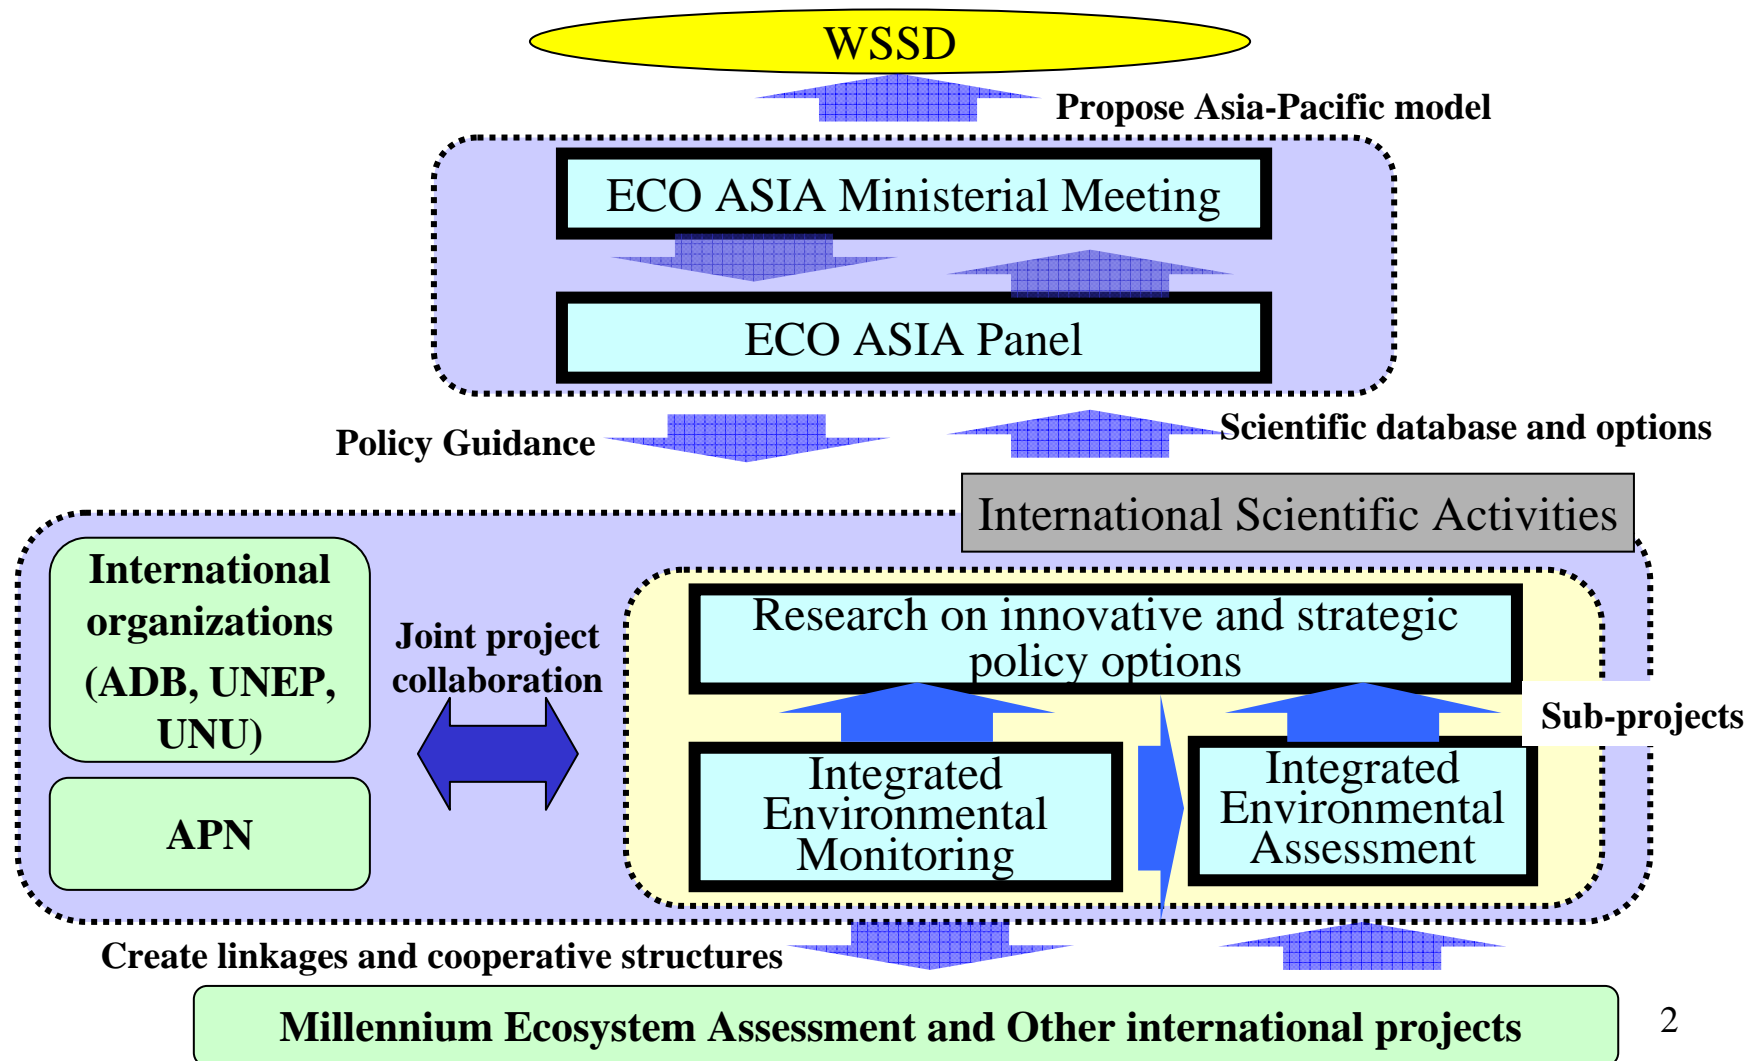 WSSD
Propose Asia-Pacific model
ECO ASIA Ministerial Meeting
ECO ASIA Panel
Policy Guidance
Scientific database and options
International Scientific Activities
International
organizations
(ADB, UNEP,
UNU)
APN
Joint project
collaboration
Research on innovative and strategic
policy options
Sub-projects
Integrated
Environmental
Monitoring
Integrated
Environmental
Assessment
Create linkages and cooperative structures
Millennium Ecosystem Assessment and Other international projects
2